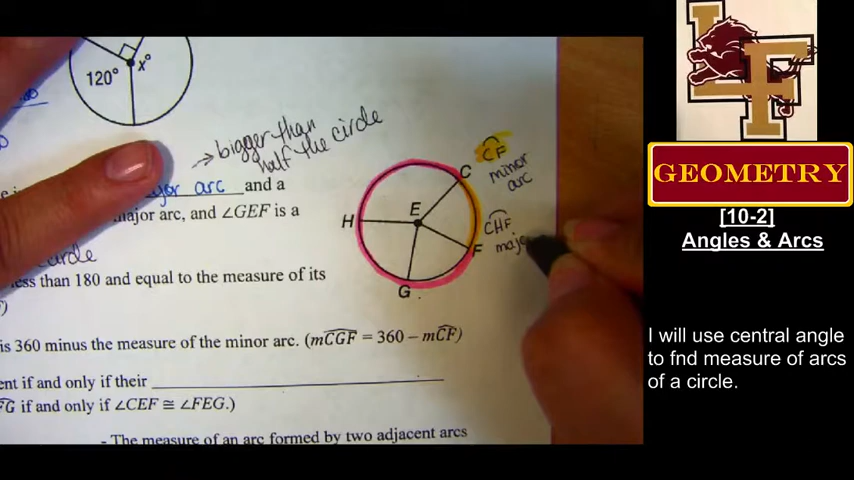 120°
x°
→ bigger than
half the circle
arc and a
major arc, and ∠GEF is a
less than 180 and equal to the measure of its
is 360 minus the measure of the minor arc. (mCGF = 360 – mCF)
ent if and only if their
FG if and only if ∠CEF ≅ ∠FEG.)
- The measure of an arc formed by two adjacent arcs
C
H
E
F
G
CF
minor
arc
CHF
majo
LF
GEOMETRY
[10-2]
Angles & Arcs
I will use central angle
to fnd measure of arcs
of a circle.